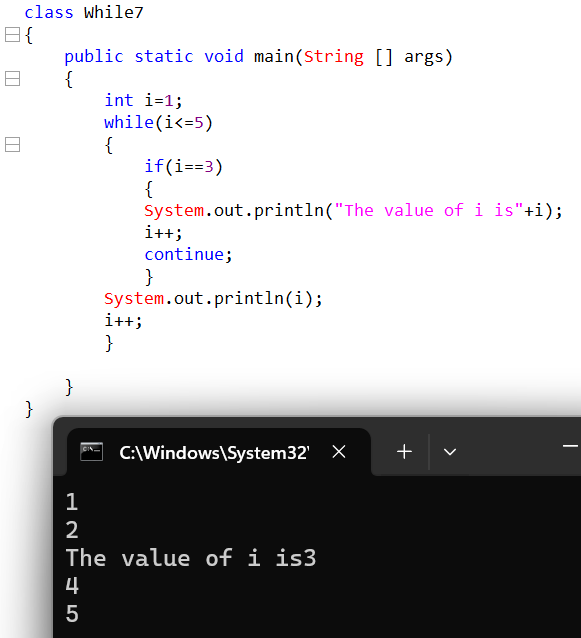 class While7
{
public static void main(String [] args)
{
int i=1;
while(i<=5)
{
if(i==3)
{
System.out.println("The value of i is"+i);
i++;
continue;
}
System.out.println(i);
i++;
}
}
}
C:\Windows\System32\
1
2
The value of i is3
4
5